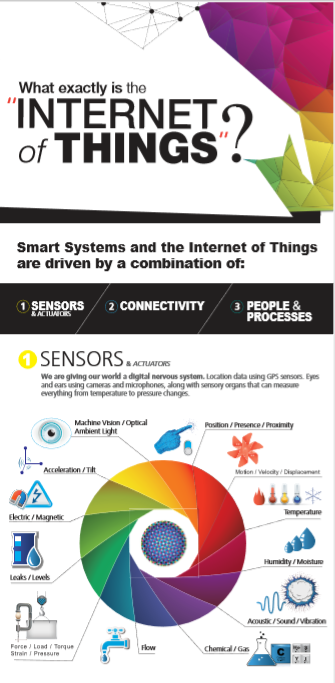 What exactly is the
"INTERNET
of THINGS"?
Smart Systems and the Internet of Things
are driven by a combination of:
1 SENSORS
& ACTUATORS
2 CONNECTIVITY
3 PEOPLE &
PROCESSES
1 SENSORS & ACTUATORS
We are giving our world a digital nervous system. Location data using GPS sensors. Eyes
and ears using cameras and microphones, along with sensory organs that can measure
everything from temperature to pressure changes.
Machine Vision / Optical
Ambient Light
Position / Presence / Proximity
Acceleration / Tilt
Motion / Velocity / Displacement
Electric / Magnetic
Temperature
Leaks / Levels
Humidity / Moisture
Acoustic / Sound / Vibration
Force / Load / Torque
Strain / Pressure
Flow
Chemical / Gas
C